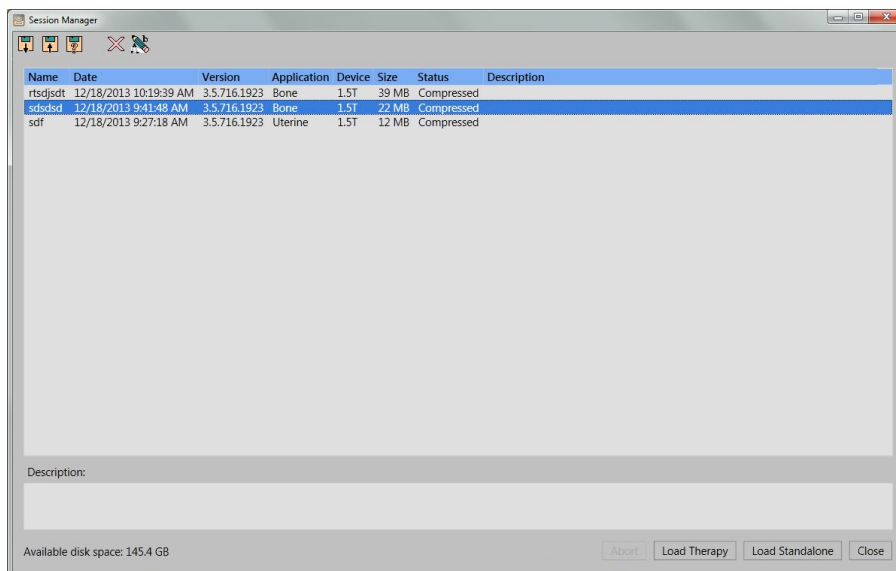 Session Manager
Name Date Version Application Device Size Status Description
rtsdjsdt 12/18/2013 10:19:39 AM 3.5.716.1923 Bone 1.5T 39 MB Compressed
sdsdsd 12/18/2013 9:41:48 AM 3.5.716.1923 Bone 1.5T 22 MB Compressed
sdf 12/18/2013 9:27:18 AM 3.5.716.1923 Uterine 1.5T 12 MB Compressed
Description:
Available disk space: 145.4 GB Abort Load Therapy Load Standalone Close